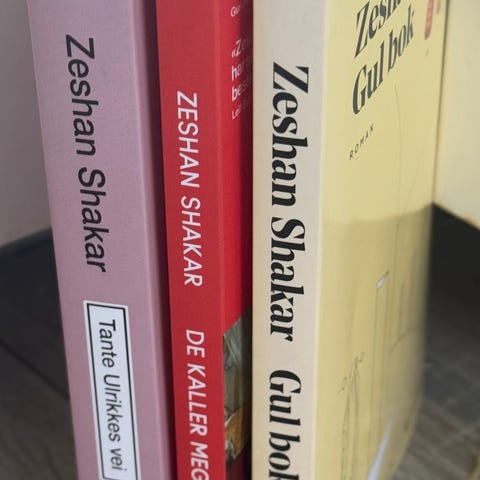 Zeshan Shakar
Tante Ulrikkes vei
ZESHAN SHAKAR
DE KALLER MEG
Zeshan Shakar
Gul bok
Gul bok
ROMAN